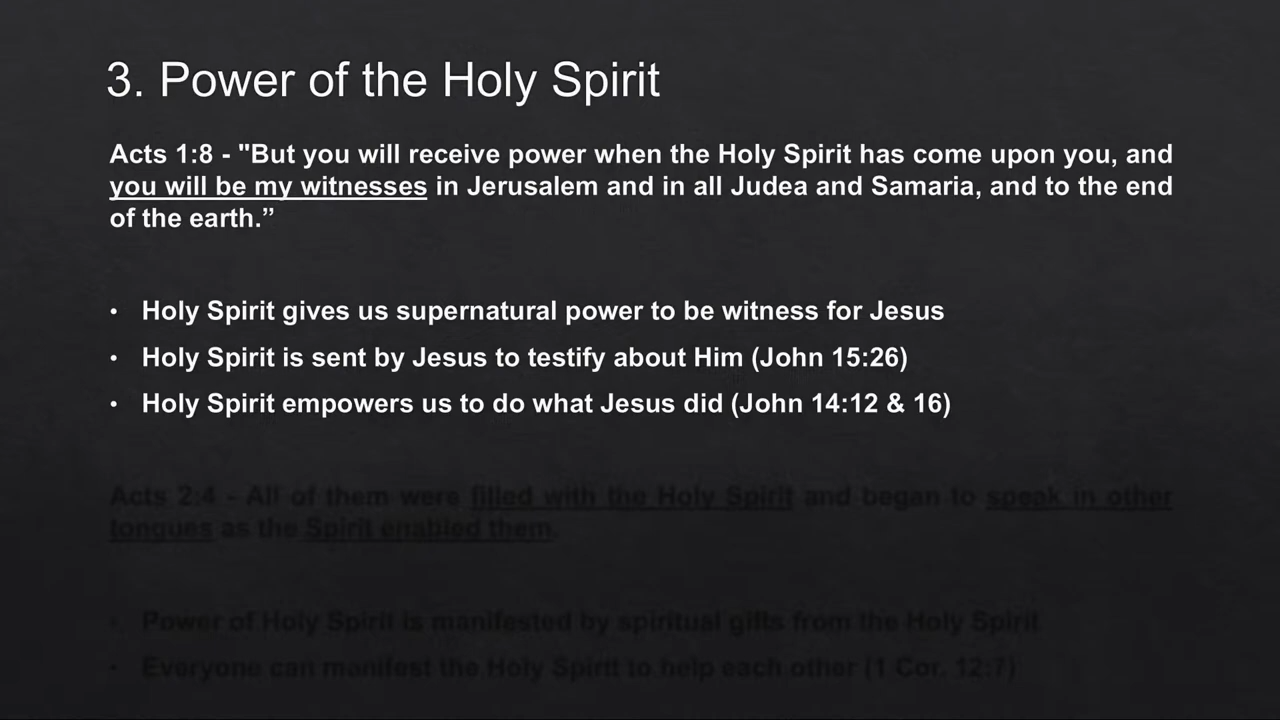 3. Power of the Holy Spirit
Acts 1:8 - "But you will receive power when the Holy Spirit has come upon you, and
you will be my witnesses in Jerusalem and in all Judea and Samaria, and to the end
of the earth.”
• Holy Spirit gives us supernatural power to be witness for Jesus
• Holy Spirit is sent by Jesus to testify about Him (John 15:26)
• Holy Spirit empowers us to do what Jesus did (John 14:12 & 16)
Acts 2:4 - All of them were filled with the Holy Spirit and began to speak in other
tongues as the Spirit enabled them.
• Power of Holy Spirit is manifested by spiritual gifts from the Holy Spirit
• Everyone can manifest the Holy Spirit to help each other (1 Cor. 12:7)